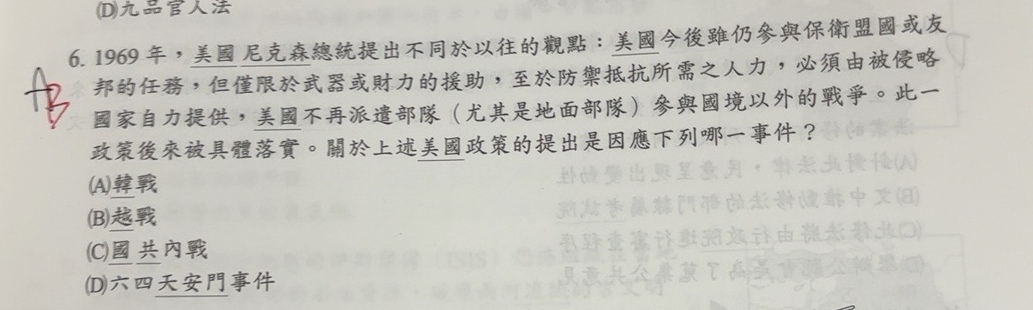 (D)九品官人法
6. 1969 年，美國 尼克森總統提出不同於以往的觀點：美國今後雖仍參與保衛盟國或友
邦的任務，但僅限於武器或財力的援助，至於防禦抵抗所需之人力，必須由被侵略
國家自力提供，美國不再派遣部隊（尤其是地面部隊）參與國境以外的戰爭。此一
政策後來被具體落實。關於上述美國政策的提出是因應下列哪一事件？
(A)韓戰
(B)越戰
(C)國 共內戰
(D)六四天安門事件
A
B